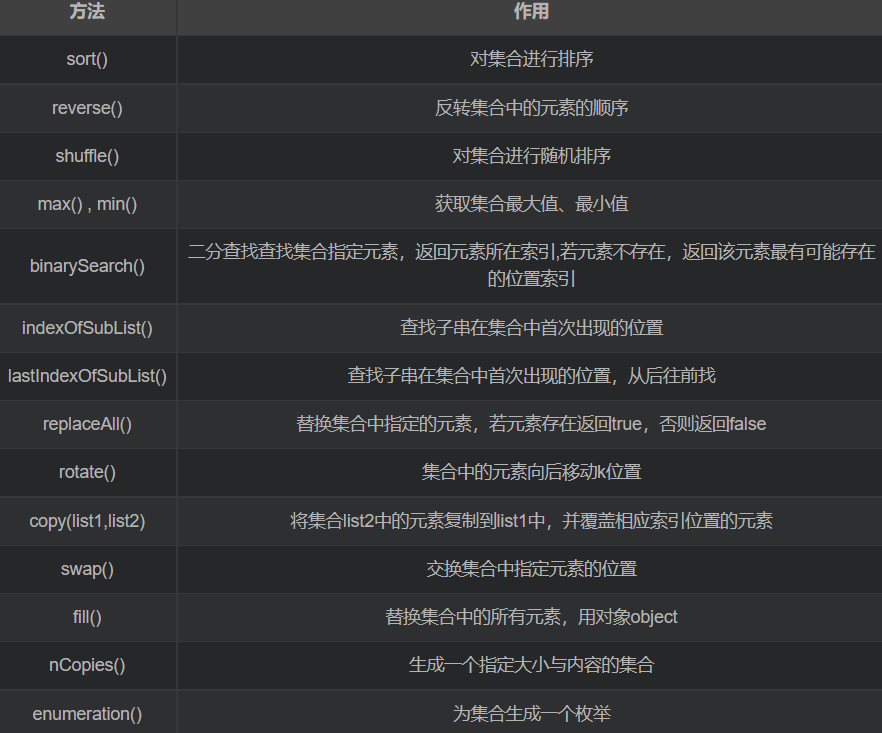 方法 作用
sort() 对集合进行排序
reverse() 反转集合中的元素的顺序
shuffle() 对集合进行随机排序
max() , min() 获取集合最大值、最小值
binarySearch() 二分查找查找集合指定元素，返回元素所在索引,若元素不存在，返回该元素最有可能存在
的位置索引
indexOfSubList() 查找子串在集合中首次出现的位置
lastIndexOfSubList() 查找子串在集合中首次出现的位置，从后往前找
replaceAll() 替换集合中指定的元素，若元素存在返回true，否则返回false
rotate() 集合中的元素向后移动k位置
copy(list1,list2) 将集合list2中的元素复制到list1中，并覆盖相应索引位置的元素
swap() 交换集合中指定元素的位置
fill() 替换集合中的所有元素，用对象object
nCopies() 生成一个指定大小与内容的集合
enumeration() 为集合生成一个枚举